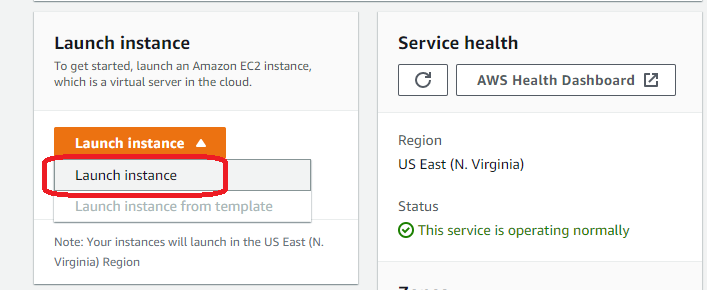 Launch instance
To get started, launch an Amazon EC2 instance,
which is a virtual server in the cloud.
Launch instance
Launch instance
Launch instance from template
Note: Your instances will launch in the US East (N.
Virginia) Region
Service health
AWS Health Dashboard
Region
US East (N. Virginia)
Status
This service is operating normally